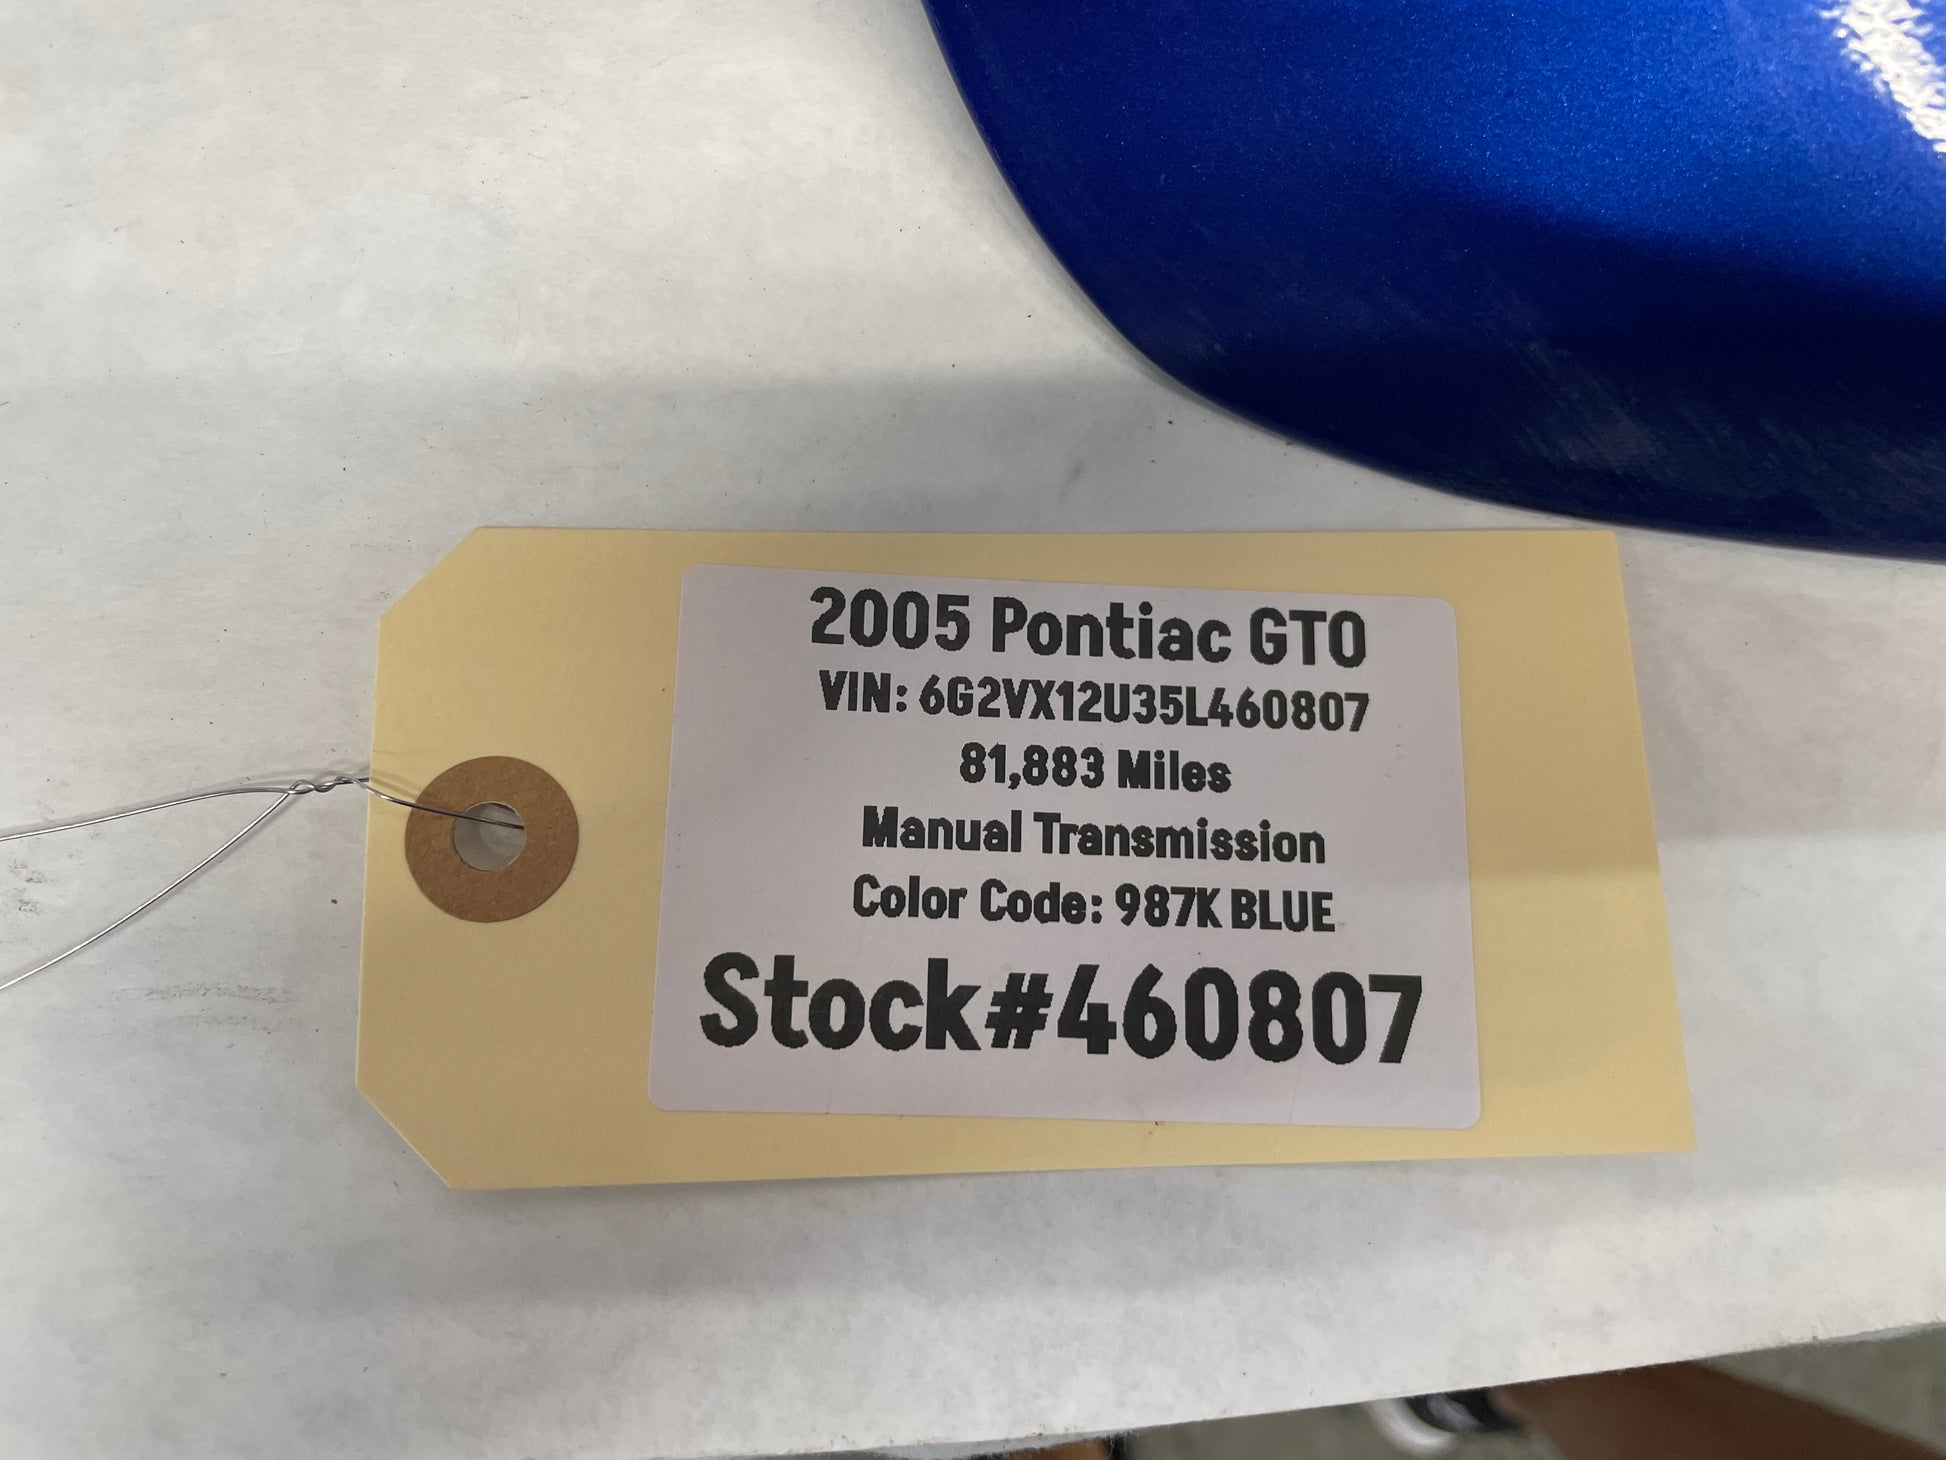 2005 Pontiac GTO
VIN: 6G2VX12U35L460807
81,883 Miles
Manual Transmission
Color Code: 987K BLUE
Stock#460807